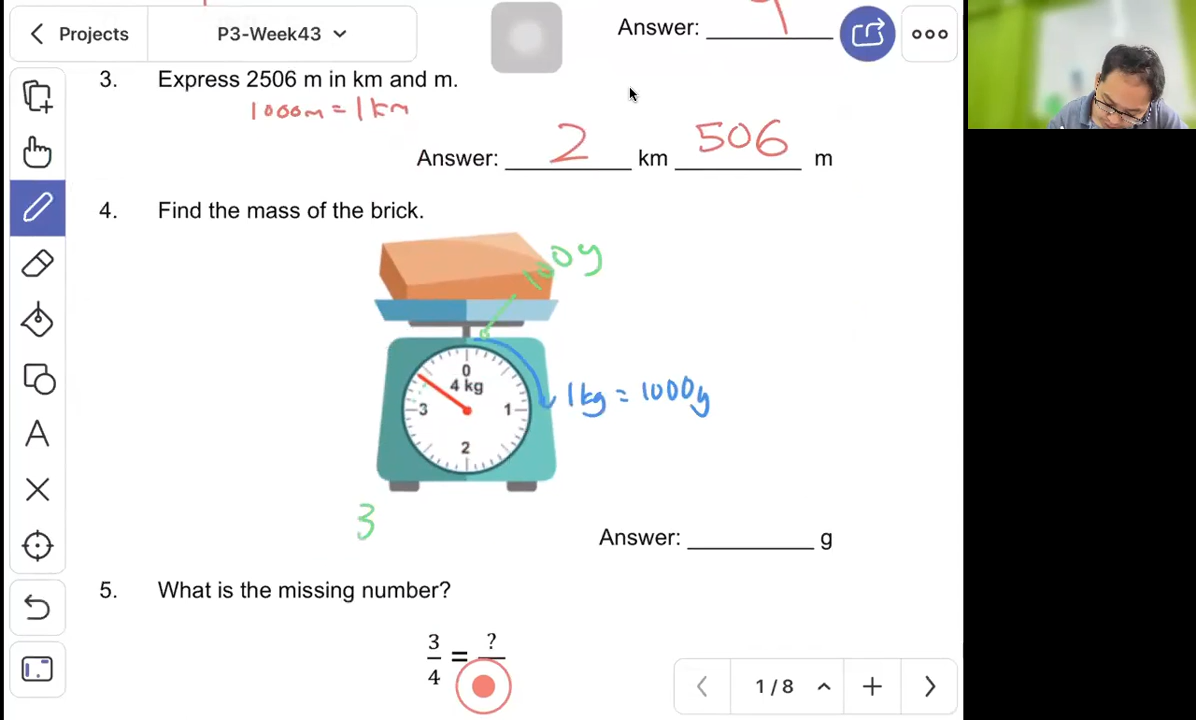 Projects
P3-Week43
Answer: 9
3. Express 2506 m in km and m.
1000m = 1km
Answer: 2 km 506 m
4. Find the mass of the brick.
100g
0
4 kg
3
1
2
1kg = 1000g
3
Answer: g
5. What is the missing number?
3/4 = ?
A
1 / 8